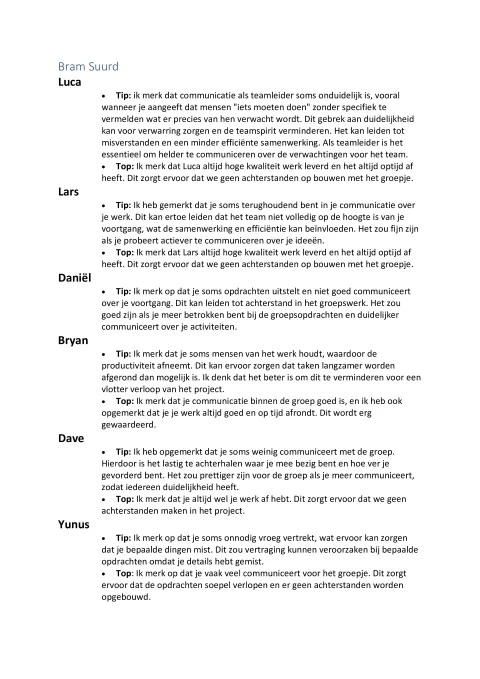 Bram Suurd
Luca
• Tip: ik merk dat communicatie als teamleider soms onduidelijk is, vooral
wanneer je aangeeft dat mensen "iets moeten doen" zonder specifiek te
vermelden wat er precies van hen verwacht wordt. Dit gebrek aan duidelijkheid
kan voor verwarring zorgen en de teamspirit verminderen. Het kan leiden tot
misverstanden en een minder efficiënte samenwerking. Als teamleider is het
essentieel om helder te communiceren over de verwachtingen voor het team.
• Top: Ik merk dat Luca altijd hoge kwaliteit werk leverd en het altijd optijd af
heeft. Dit zorgt ervoor dat we geen achterstanden op bouwen met het groepje.
Lars
• Tip: Ik heb gemerkt dat je soms terughoudend bent in je communicatie over
je werk. Dit kan ertoe leiden dat het team niet volledig op de hoogte is van je
voortgang, wat de samenwerking en efficiëntie kan beïnvloeden. Het zou fijn zijn
als je probeert actiever te communiceren over je ideeën.
• Top: Ik merk dat Lars altijd hoge kwaliteit werk leverd en het altijd optijd af
heeft. Dit zorgt ervoor dat we geen achterstanden op bouwen met het groepje.
Daniël
• Tip: Ik merk op dat je soms opdrachten uitstelt en niet goed communiceert
over je voortgang. Dit kan leiden tot achterstand in het groepswerk. Het zou
goed zijn als je meer betrokken bent bij de groepsopdrachten en duidelijker
communiceert over je activiteiten.
Bryan
• Tip: Ik merk dat je soms mensen van het werk houdt, waardoor de
productiviteit afneemt. Dit kan ervoor zorgen dat taken langzamer worden
afgerond dan mogelijk is. Ik denk dat het beter is om dit te verminderen voor een
vlotter verloop van het project.
• Top: Ik merk dat je communicatie binnen de groep goed is, en ik heb ook
opgemerkt dat je je werk altijd goed en op tijd afrondt. Dit wordt erg
gewaardeerd.
Dave
• Tip: Ik heb opgemerkt dat je soms weinig communiceert met de groep.
Hierdoor is het lastig te achterhalen waar je mee bezig bent en hoe ver je
gevorderd bent. Het zou prettiger zijn voor de groep als je meer communiceert,
zodat iedereen duidelijkheid heeft.
• Top: Ik merk dat je altijd wel je werk af hebt. Dit zorgt ervoor dat we geen
achterstanden maken in het project.
Yunus
• Tip: Ik merk op dat je soms onnodig vroeg vertrekt, wat ervoor kan zorgen
dat je bepaalde dingen mist. Dit zou vertraging kunnen veroorzaken bij bepaalde
opdrachten omdat je details hebt gemist.
• Top: Ik merk op dat je vaak veel communiceert voor het groepje. Dit zorgt
ervoor dat de opdrachten soepel verlopen en er geen achterstanden worden
opgebouwd.